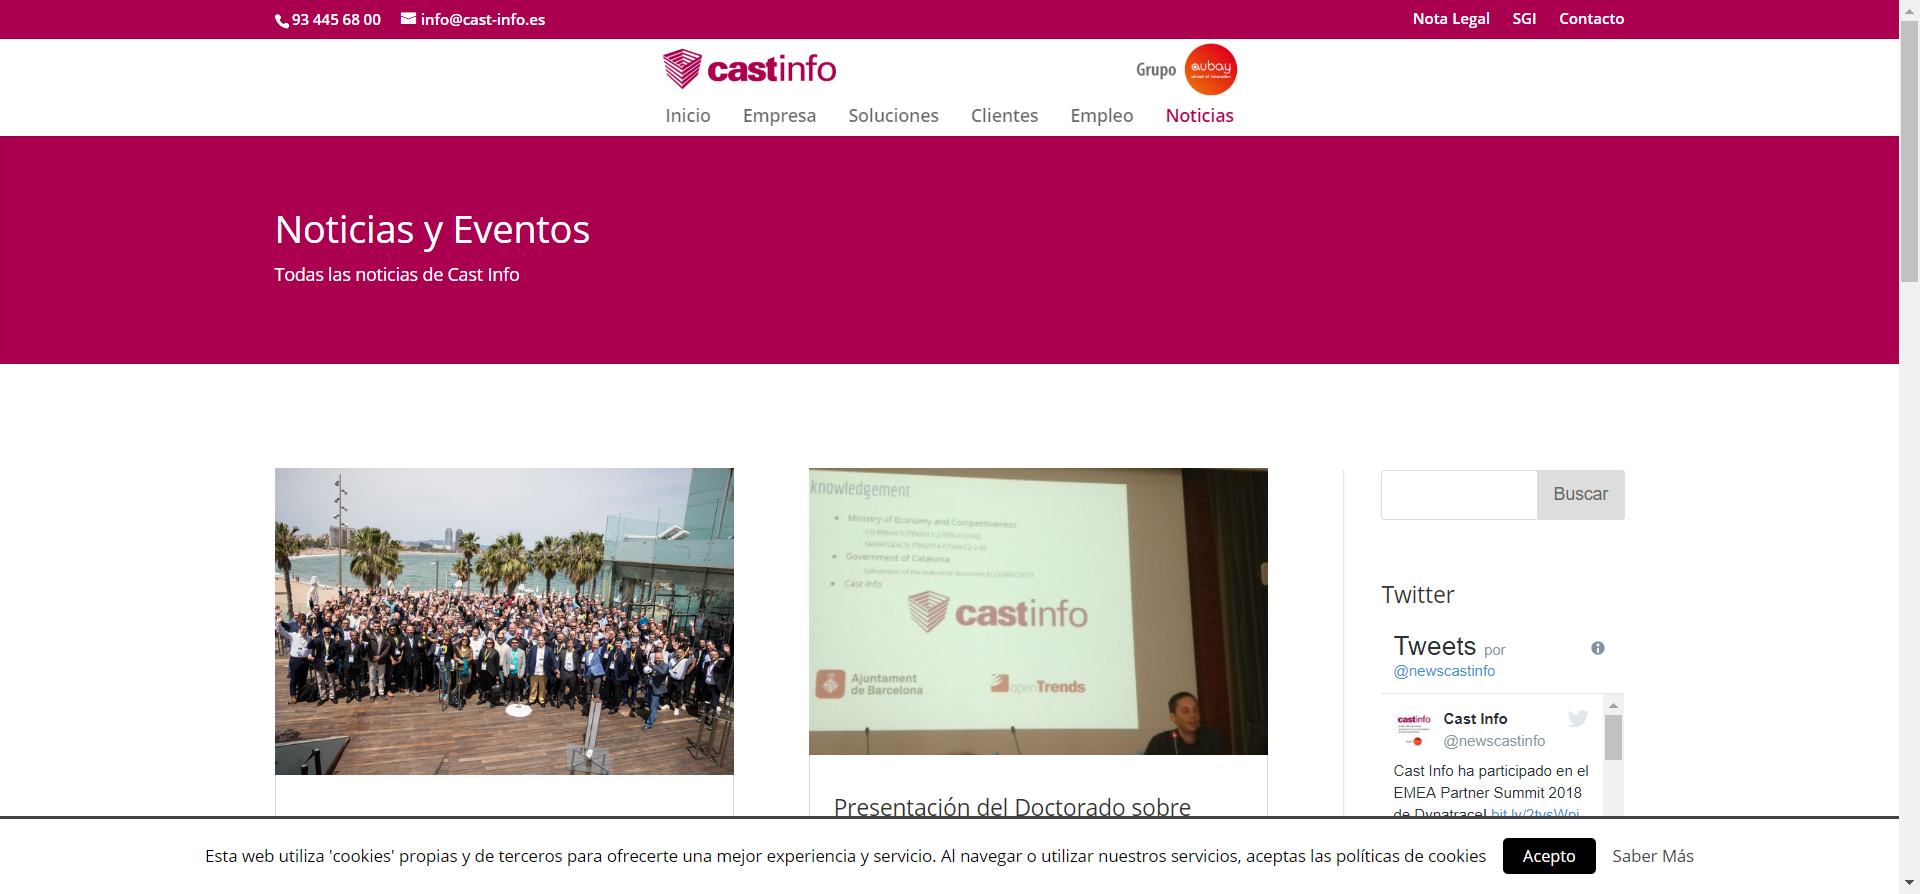 93 445 68 00 info@cast-info.es Nota Legal SGI Contacto
castinfo Grupo aubay
Inicio Empresa Soluciones Clientes Empleo Noticias
Noticias y Eventos
Todas las noticias de Cast Info
knowledgement
Ministry of Economy and Competitiveness
Government of Catalonia
Cast Info
castinfo
Ajuntament
de Barcelona
openTrends
Presentación del Doctorado sobre
Buscar
Twitter
Tweets por
@newscastinfo
castinfo
Cast Info
@newscastinfo
Cast Info ha participado en el
EMEA Partner Summit 2018
de Dynatrace! bit.ly/2tvsWpi
Esta web utiliza 'cookies' propias y de terceros para ofrecerte una mejor experiencia y servicio. Al navegar o utilizar nuestros servicios, aceptas las políticas de cookies Acepto Saber Más